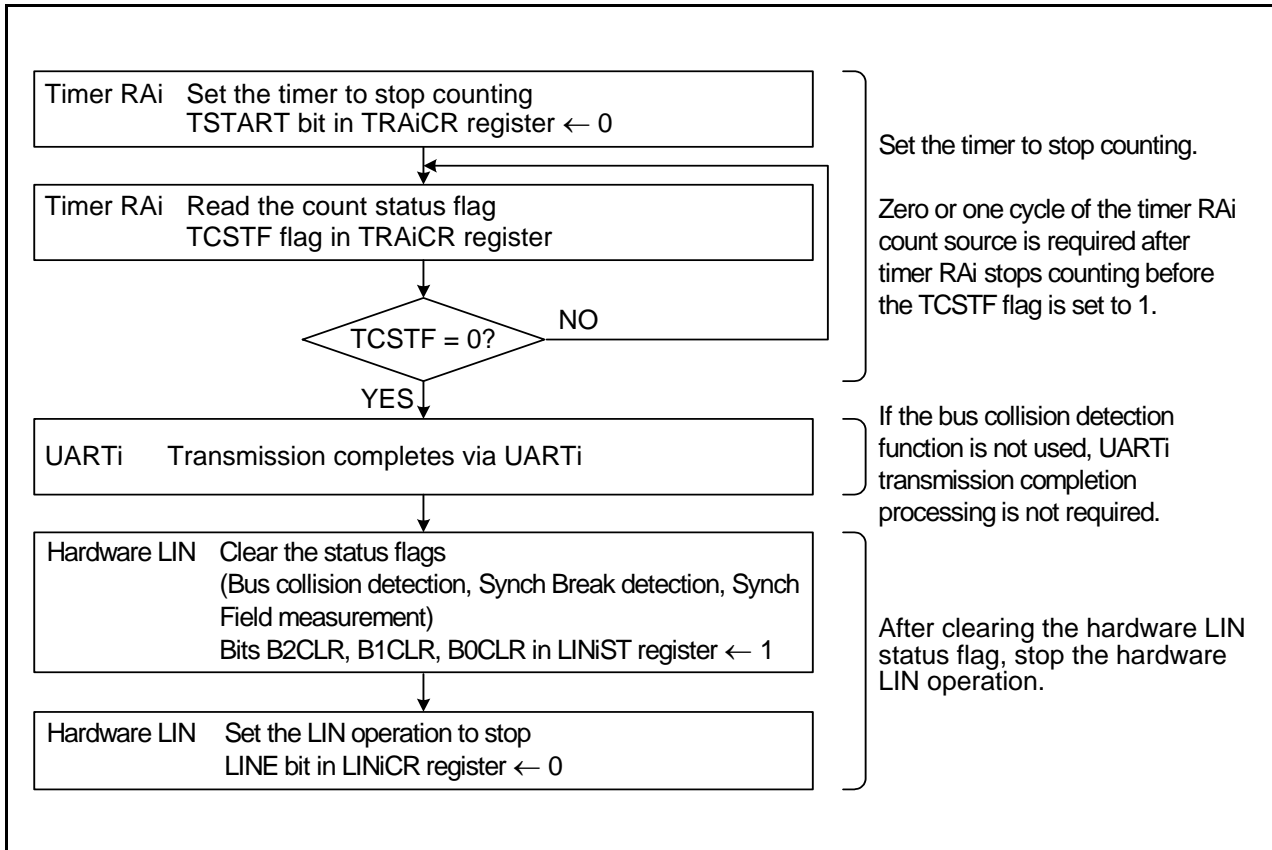 Timer RAi Set the timer to stop counting
TSTART bit in TRAiCR register ← 0
Timer RAi Read the count status flag
TCSTF flag in TRAiCR register
TCSTF = 0?
NO
YES
Set the timer to stop counting.
Zero or one cycle of the timer RAi
count source is required after
timer RAi stops counting before
the TCSTF flag is set to 1.
UARTi Transmission completes via UARTi
If the bus collision detection
function is not used, UARTi
transmission completion
processing is not required.
Hardware LIN Clear the status flags
(Bus collision detection, Synch Break detection, Synch
Field measurement)
Bits B2CLR, B1CLR, B0CLR in LINiST register ← 1
Hardware LIN Set the LIN operation to stop
LINE bit in LINiCR register ← 0
After clearing the hardware LIN
status flag, stop the hardware
LIN operation.